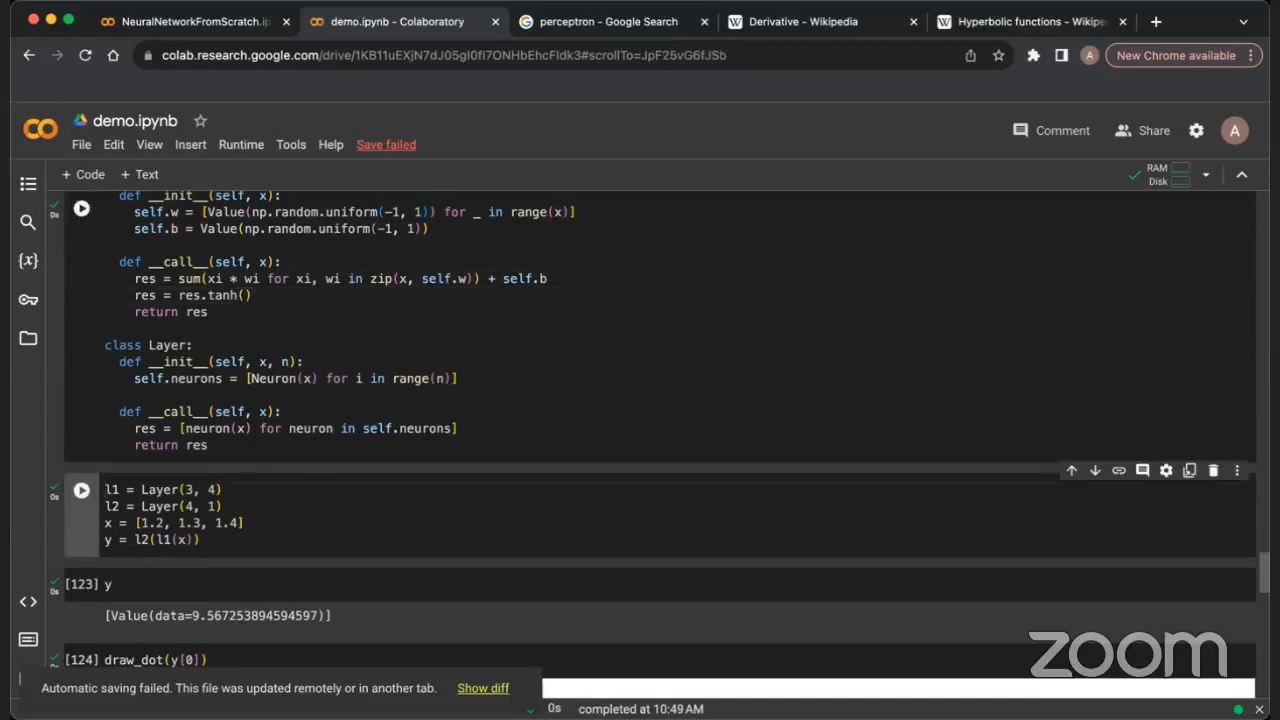 NeuralNetworkFromScratch.ip
demo.ipynb - Colaboratory
perceptron - Google Search
Derivative - Wikipedia
Hyperbolic functions - Wikipe
colab.research.google.com/drive/1KB11uEXjN7dJ05gI0fI7ONHbEhcFIdk3#scrollTo=JpF25vG6fJSb
A
New Chrome available
demo.ipynb
File Edit View Insert Runtime Tools Help Save failed
Comment Share A
+ Code + Text
RAM
Disk
def __init__(self, x):
self.w = [Value(np.random.uniform(-1, 1)) for _ in range(x)]
self.b = Value(np.random.uniform(-1, 1))
def __call__(self, x):
res = sum(xi * wi for xi, wi in zip(x, self.w)) + self.b
res = res.tanh()
return res
class Layer:
def __init__(self, x, n):
self.neurons = [Neuron(x) for i in range(n)]
def __call__(self, x):
res = [neuron(x) for neuron in self.neurons]
return res
0s
l1 = Layer(3, 4)
l2 = Layer(4, 1)
x = [1.2, 1.3, 1.4]
y = l2(l1(x))
0s
[123] y
0s
[Value(data=9.567253894594597)]
[124] draw_dot(y[0])
Automatic saving failed. This file was updated remotely or in another tab. Show diff
0s completed at 10:49 AM
zoom